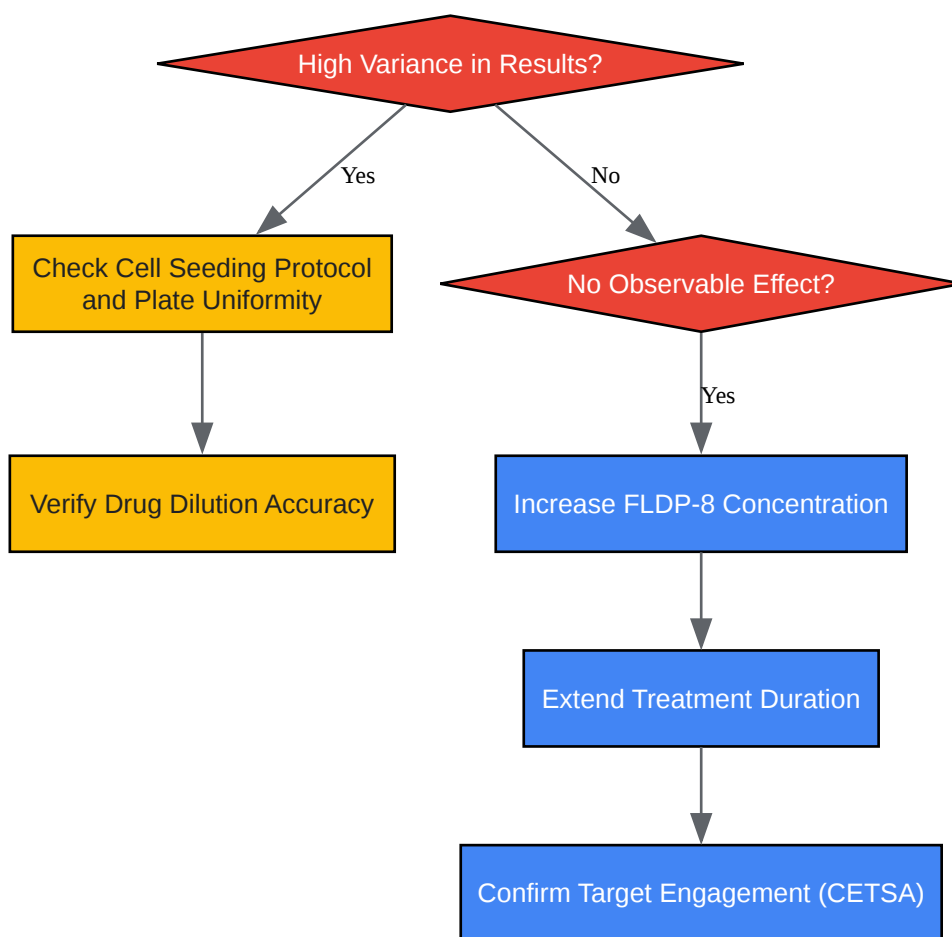 High Variance in Results?
Yes
No
Check Cell Seeding Protocol
and Plate Uniformity
No Observable Effect?
Yes
Verify Drug Dilution Accuracy
Increase FLDP-8 Concentration
Extend Treatment Duration
Confirm Target Engagement (CETSA)